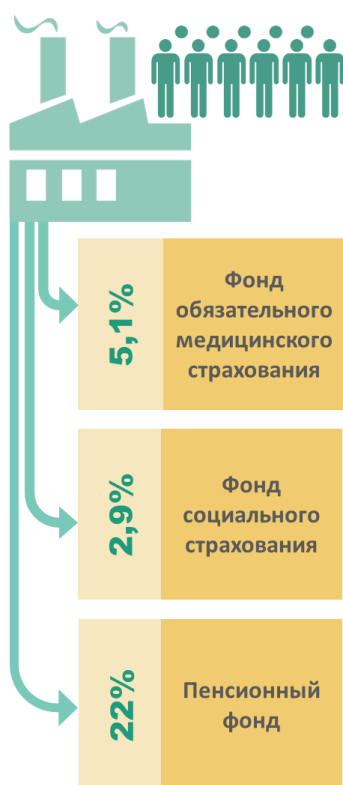 5,1%
Фонд
обязательного
медицинского
страхования
2,9%
Фонд
социального
страхования
22%
Пенсионный
фонд